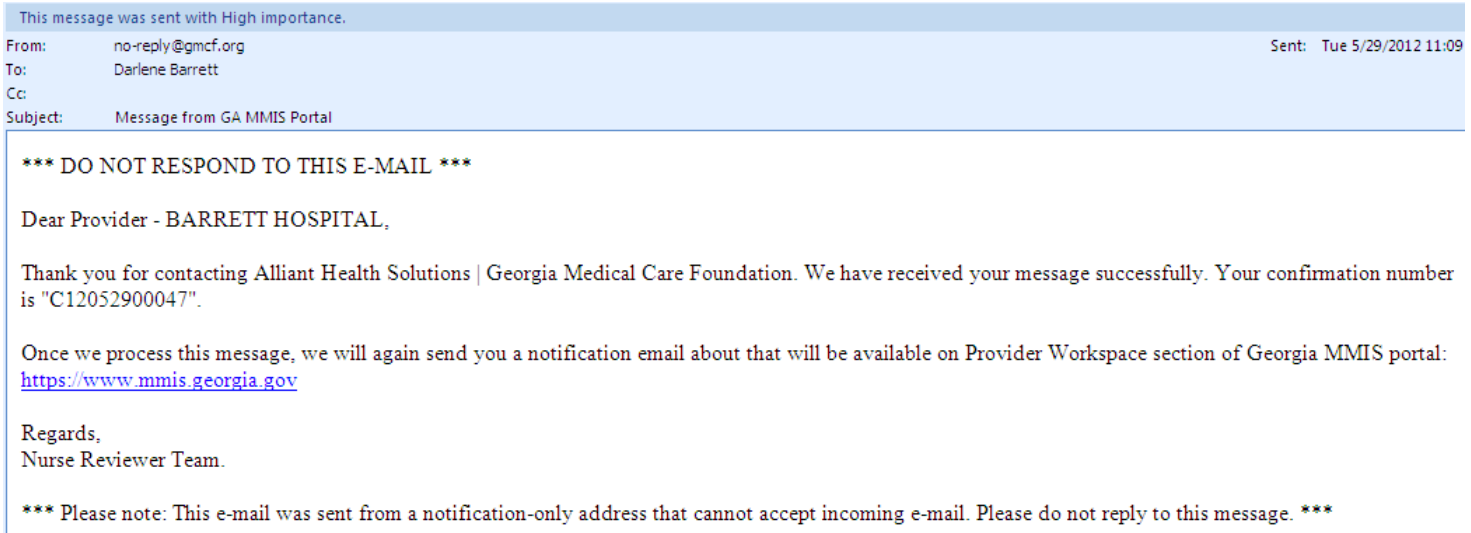 This message was sent with High importance.
From: no-reply@gmcf.org Sent: Tue 5/29/2012 11:09
To: Darlene Barrett
Cc:
Subject: Message from GA MMIS Portal
*** DO NOT RESPOND TO THIS E-MAIL ***
Dear Provider - BARRETT HOSPITAL,
Thank you for contacting Alliant Health Solutions | Georgia Medical Care Foundation. We have received your message successfully. Your confirmation number
is "C12052900047".
Once we process this message, we will again send you a notification email about that will be available on Provider Workspace section of Georgia MMIS portal:
https://www.mmis.georgia.gov
Regards,
Nurse Reviewer Team.
*** Please note: This e-mail was sent from a notification-only address that cannot accept incoming e-mail. Please do not reply to this message. ***